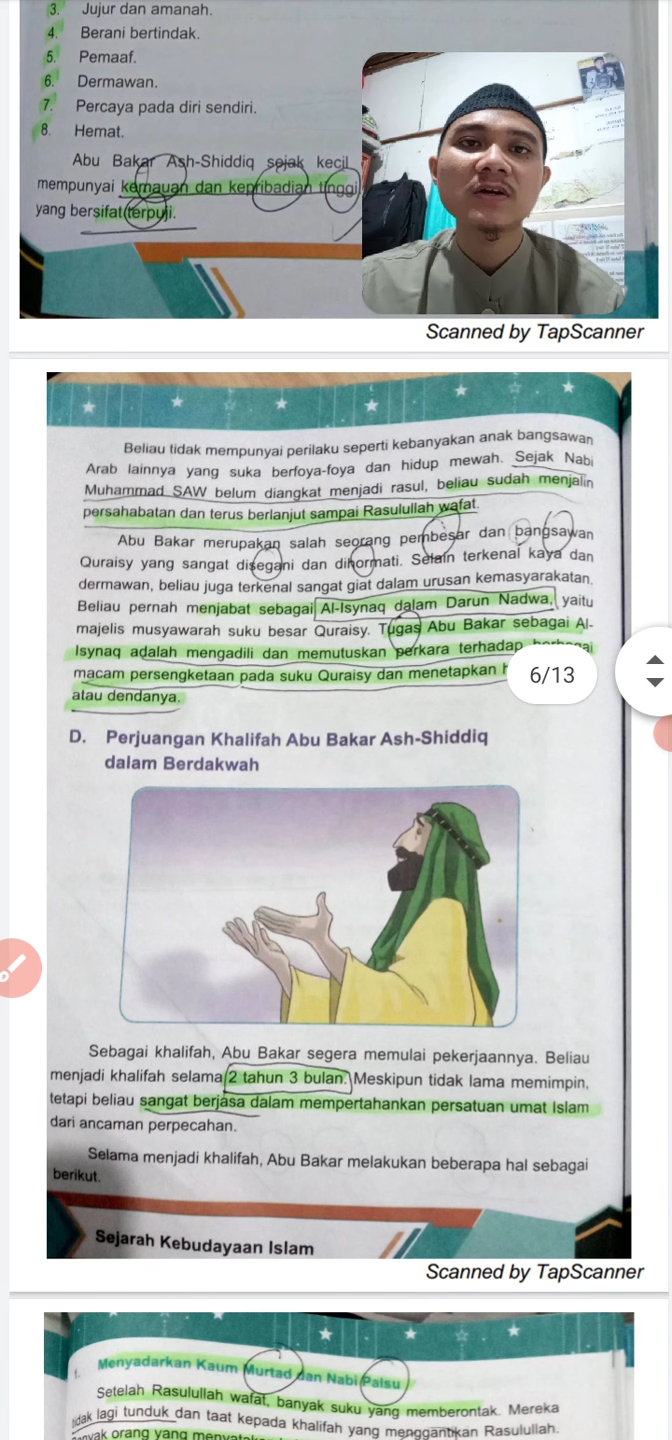 3. Jujur dan amanah.
4. Berani bertindak.
5. Pemaaf.
6. Dermawan.
7. Percaya pada diri sendiri.
8. Hemat.
Abu Bakar Ash-Shiddiq sejak kecil
mempunyai kemauan dan kepribadian tinggi
yang bersifat terpuji.
Scanned by TapScanner
Beliau tidak mempunyai perilaku seperti kebanyakan anak bangsawan
Arab lainnya yang suka berfoya-foya dan hidup mewah. Sejak Nabi
Muhammad SAW belum diangkat menjadi rasul, beliau sudah menjalin
persahabatan dan terus berlanjut sampai Rasulullah wafat.
Abu Bakar merupakan salah seorang pembesar dan bangsawan
Quraisy yang sangat disegani dan dihormati. Selain terkenal kaya dan
dermawan, beliau juga terkenal sangat giat dalam urusan kemasyarakatan.
Beliau pernah menjabat sebagai Al-Isynaq dalam Darun Nadwa, yaitu
majelis musyawarah suku besar Quraisy. Tugas Abu Bakar sebagai Al-
Isynaq adalah mengadili dan memutuskan perkara terhadap
macam persengketaan pada suku Quraisy dan menetapkan
atau dendanya.
6/13
D. Perjuangan Khalifah Abu Bakar Ash-Shiddiq
dalam Berdakwah
Sebagai khalifah, Abu Bakar segera memulai pekerjaannya. Beliau
menjadi khalifah selama 2 tahun 3 bulan. Meskipun tidak lama memimpin,
tetapi beliau sangat berjasa dalam mempertahankan persatuan umat Islam
dari ancaman perpecahan.
Selama menjadi khalifah, Abu Bakar melakukan beberapa hal sebagai
berikut.
Sejarah Kebudayaan Islam
Scanned by TapScanner
1. Menyadarkan Kaum Murtad dan Nabi Palsu
Setelah Rasulullah wafat, banyak suku yang memberontak. Mereka
tidak lagi tunduk dan taat kepada khalifah yang menggantikan Rasulullah.
orang yang